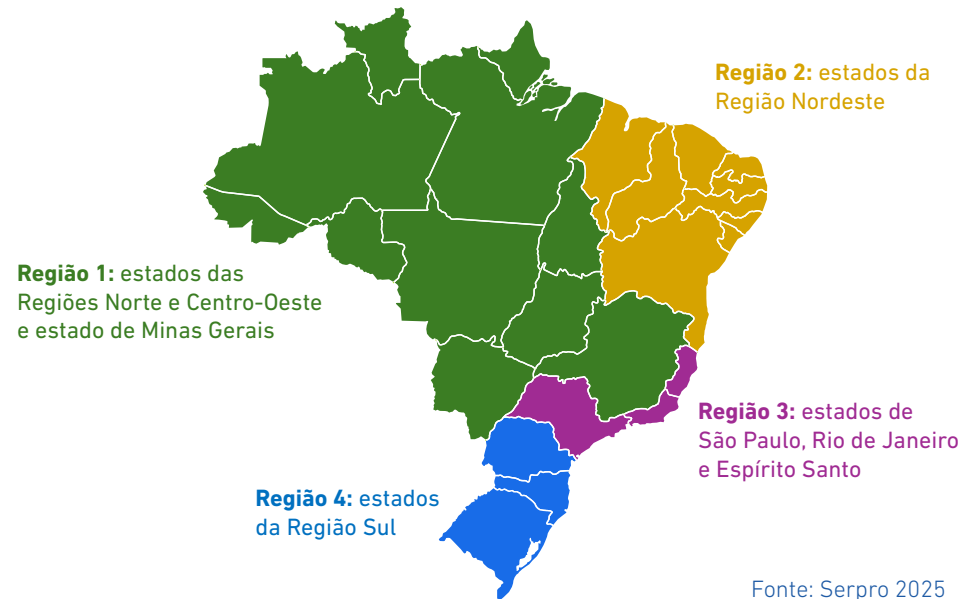 Região 2: estados da
Região Nordeste
Região 1: estados das
Regiões Norte e Centro-Oeste
e estado de Minas Gerais
Região 3: estados de
São Paulo, Rio de Janeiro
e Espírito Santo
Região 4: estados
da Região Sul
Fonte: Serpro 2025